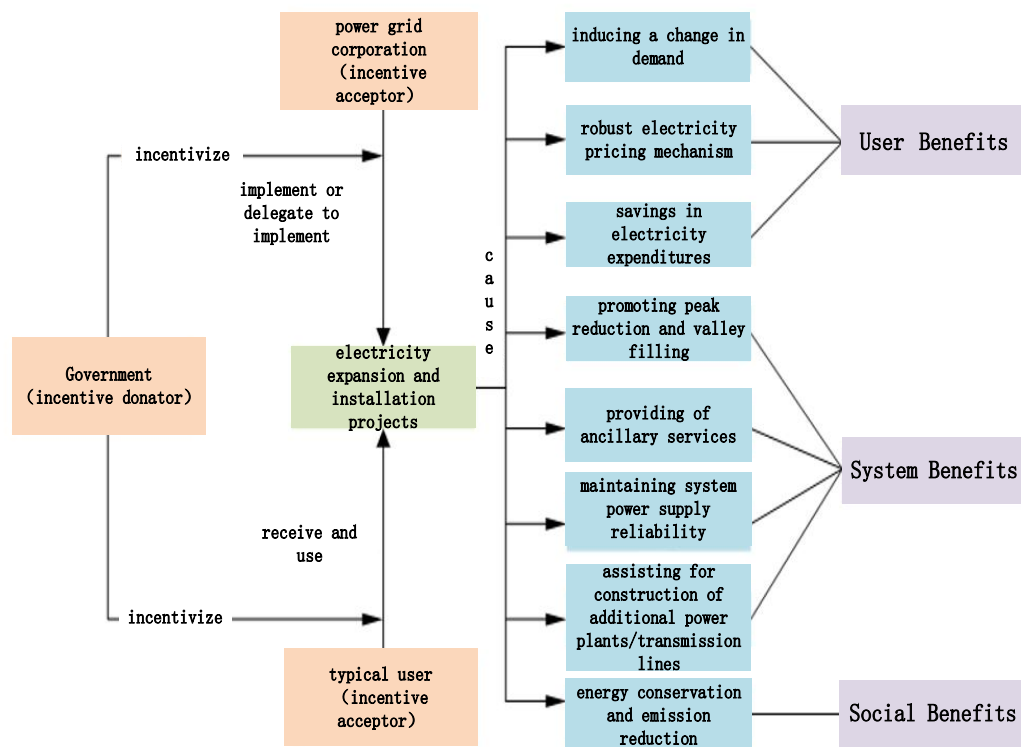 power grid
corporation
（incentive
acceptor）
incentivize
implement or
delegate to
implement
Government
（incentive donator）
electricity
expansion and
installation
projects
receive and
use
incentivize
typical user
（incentive
acceptor）
cause
inducing a change in
demand
robust electricity
pricing mechanism
savings in
electricity
expenditures
promoting peak
reduction and valley
filling
providing of
ancillary services
maintaining system
power supply
reliability
assisting for
construction of
additional power
plants/transmission
lines
energy conservation
and emission
reduction
User Benefits
System Benefits
Social Benefits